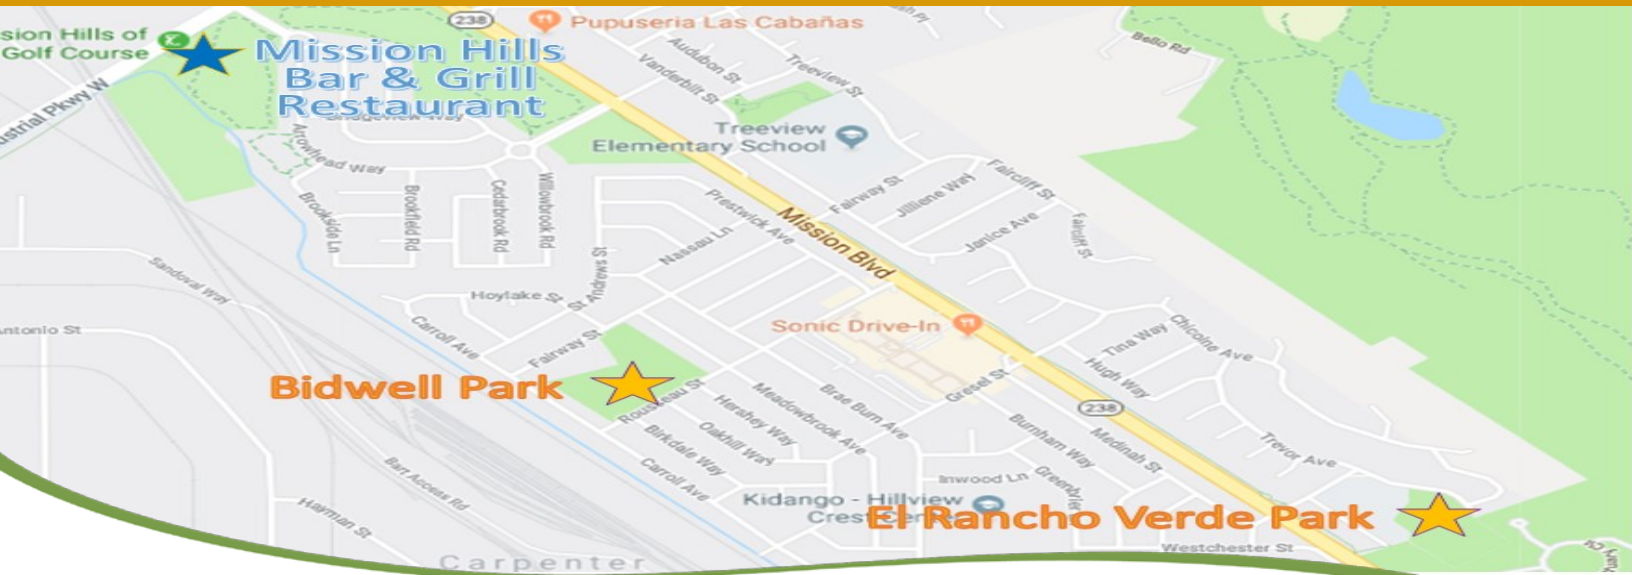 238
Pupuseria Las Cabañas
sion Hills of
Golf Course
Mission Hills
Bar & Grill
Restaurant
Bello Rd
Audubon St
Vanderbilt St
Treeview St
ustrial Pkwy W
Treeview
Elementary School
Arrowhead Way
Brookside Ln
Brookfield Rd
Cedarbrook Rd
Willowbrook Rd
Fairway St
Jilliene Way
Faircliff St
Faircliff St
Janice Ave
Prestwick Ave
Mission Blvd
Nassau Ln
St Andrews St
Sandoval Way
Hoylake St
ntonio St
Carroll Ave
Fairway St
Sonic Drive-In
Tina Way
Chicoine Ave
Hugh Way
Bidwell Park
Rousseau St
Gresel St
238
Meadowbrook Ave
Brae Burn Ave
Hershey Way
Oakhill Way
Birkdale Way
Carroll Ave
Burnham Way
Medinah St
Trevor Ave
Bart Access Rd
Inwood Ln
Greenbrier
Kidango - Hillview
Crest Cen
El Rancho Verde Park
Hayman St
Westchester St
Carpenter